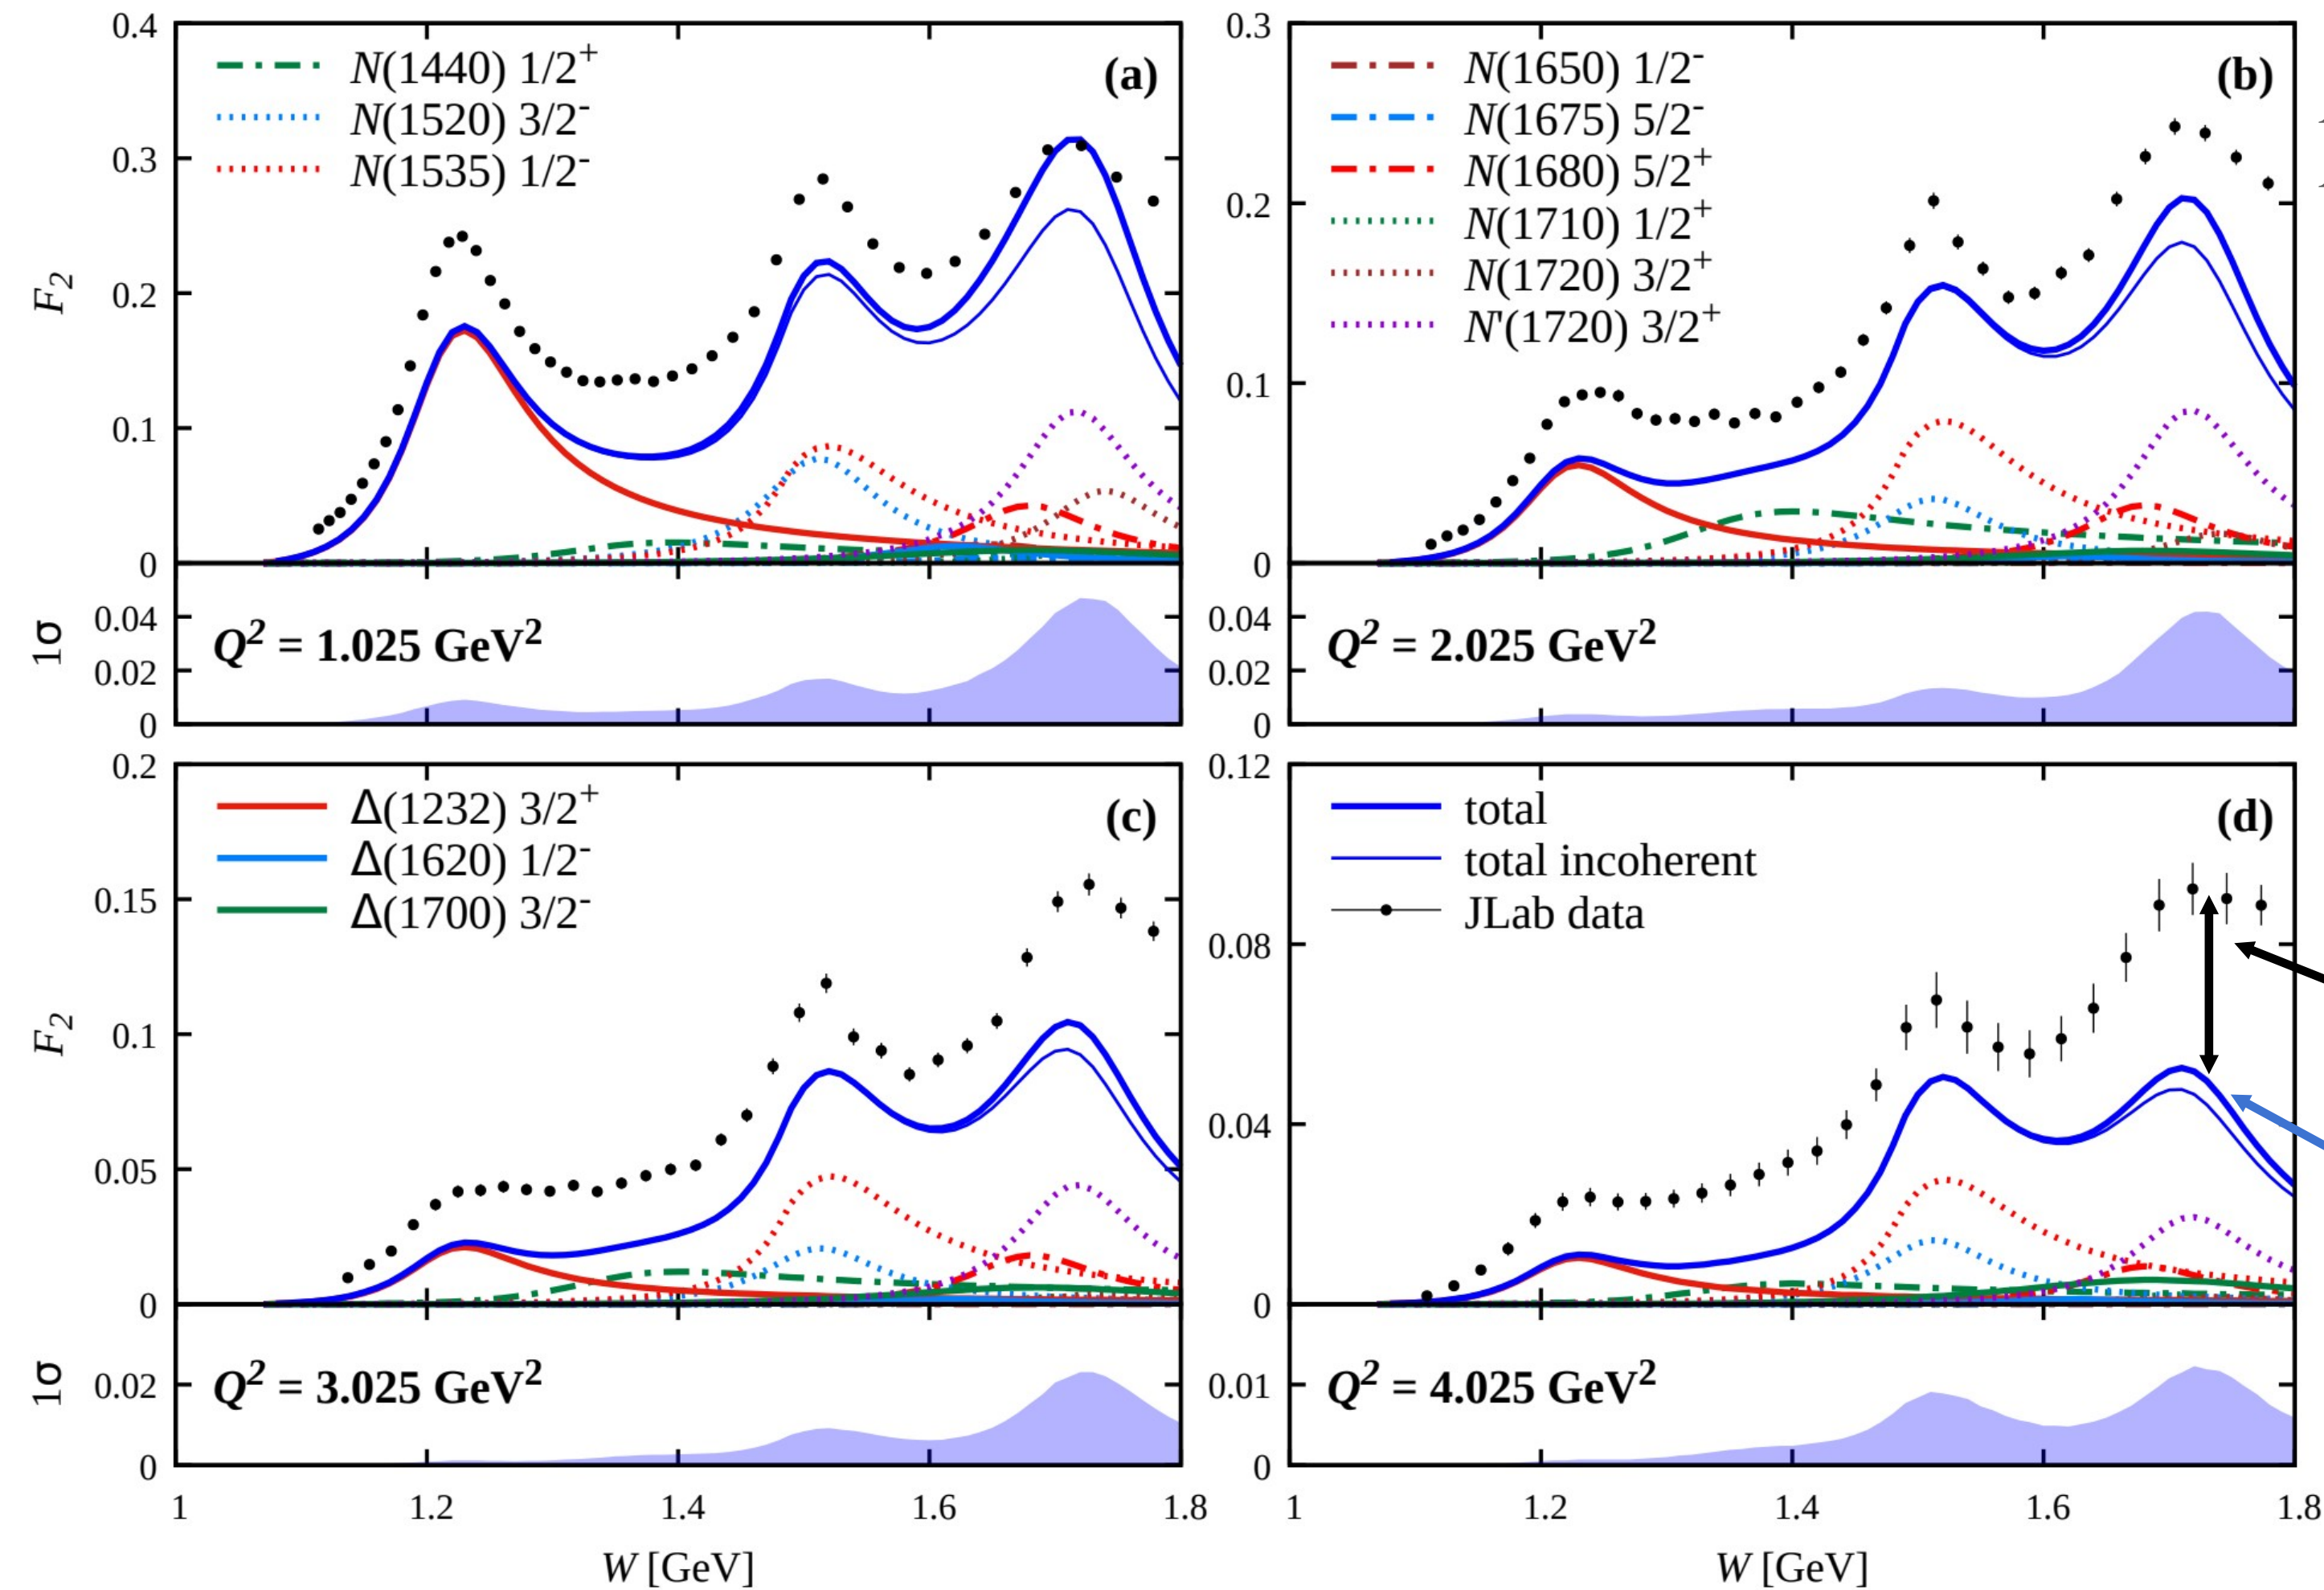 0.4
0.3
0.2
0.1
0
F2
N(1440) 1/2+
N(1520) 3/2-
N(1535) 1/2-
(a)
0.04
0.02
0
1σ
Q2 = 1.025 GeV2
0.3
0.2
0.1
0
N(1650) 1/2-
N(1675) 5/2-
N(1680) 5/2+
N(1710) 1/2+
N(1720) 3/2+
N'(1720) 3/2+
(b)
0.04
0.02
0
Q2 = 2.025 GeV2
0.2
0.15
0.1
0.05
0
F2
Δ(1232) 3/2+
Δ(1620) 1/2-
Δ(1700) 3/2-
(c)
0.02
0
1σ
Q2 = 3.025 GeV2
1 1.2 1.4 1.6 1.8
W [GeV]
0.12
0.08
0.04
0
total
total incoherent
JLab data
(d)
0.01
0
Q2 = 4.025 GeV2
1 1.2 1.4 1.6 1.8
W [GeV]